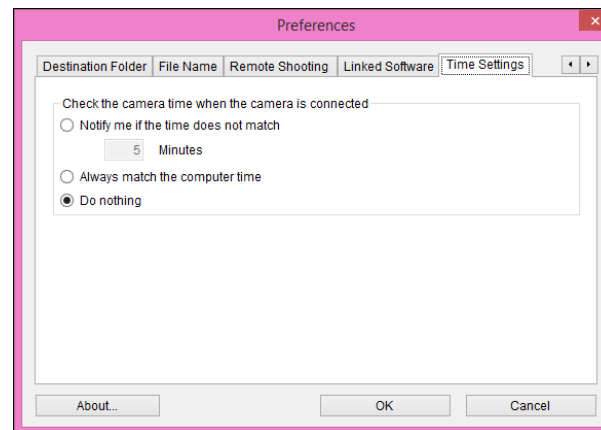 Preferences
Destination Folder File Name Remote Shooting Linked Software Time Settings
Check the camera time when the camera is connected
Notify me if the time does not match
5 Minutes
Always match the computer time
Do nothing
About... OK Cancel